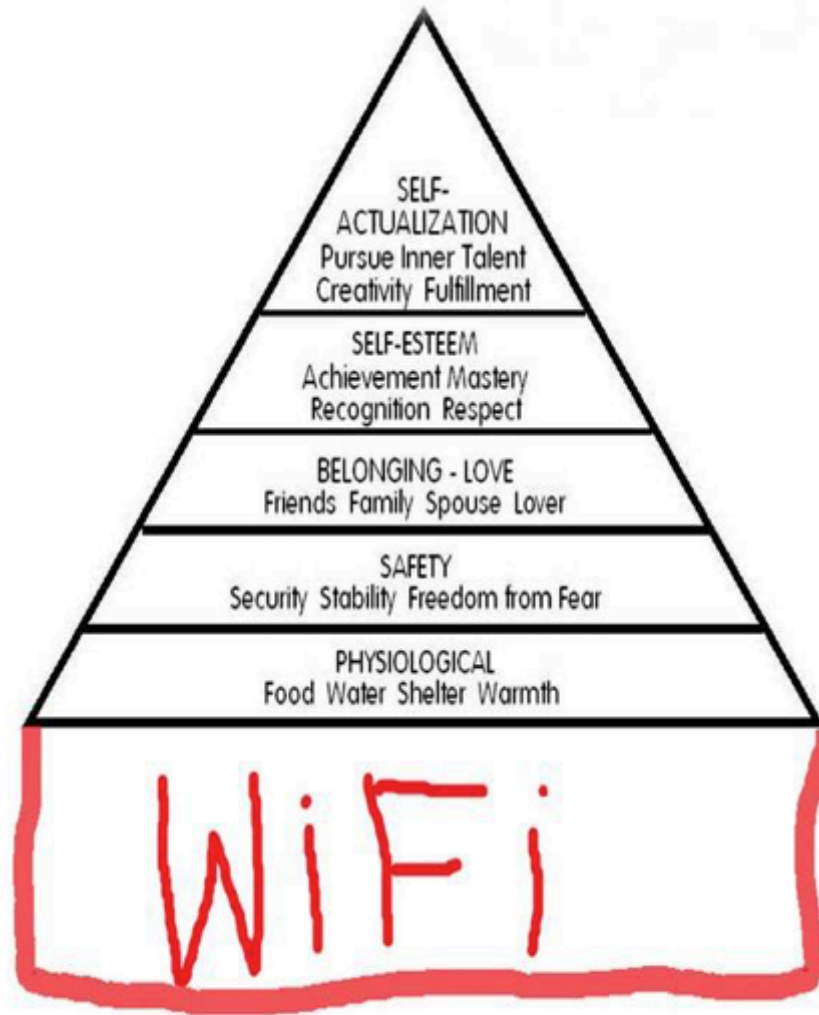 SELF-
ACTUALIZATION
Pursue Inner Talent
Creativity Fulfillment
SELF-ESTEEM
Achievement Mastery
Recognition Respect
BELONGING - LOVE
Friends Family Spouse Lover
SAFETY
Security Stability Freedom from Fear
PHYSIOLOGICAL
Food Water Shelter Warmth
WiFi